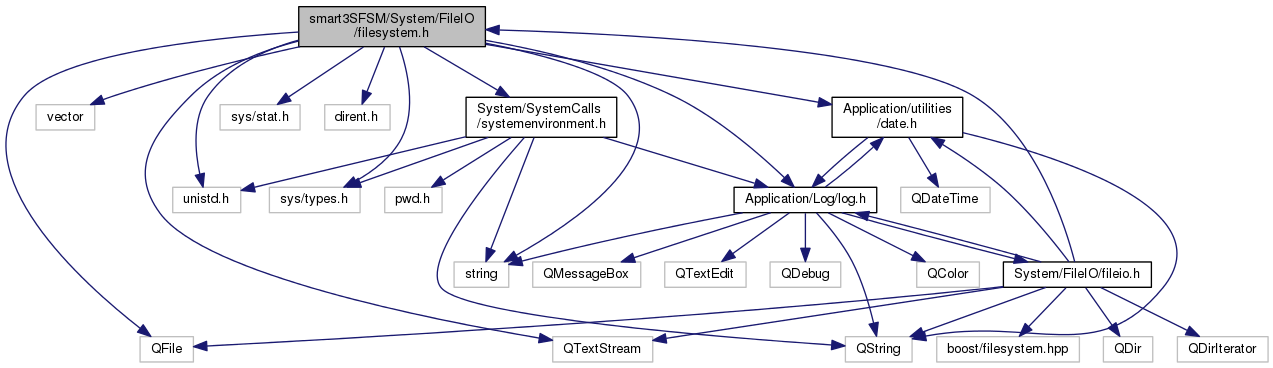 smart3SFSM/System/FileIO
/filesystem.h
vector
sys/stat.h
dirent.h
System/SystemCalls
/systemenvironment.h
Application/utilities
/date.h
unistd.h
sys/types.h
pwd.h
Application/Log/log.h
QDateTime
string
QMessageBox
QTextEdit
QDebug
QColor
System/FileIO/fileio.h
QFile
QTextStream
QString
boost/filesystem.hpp
QDir
QDirIterator